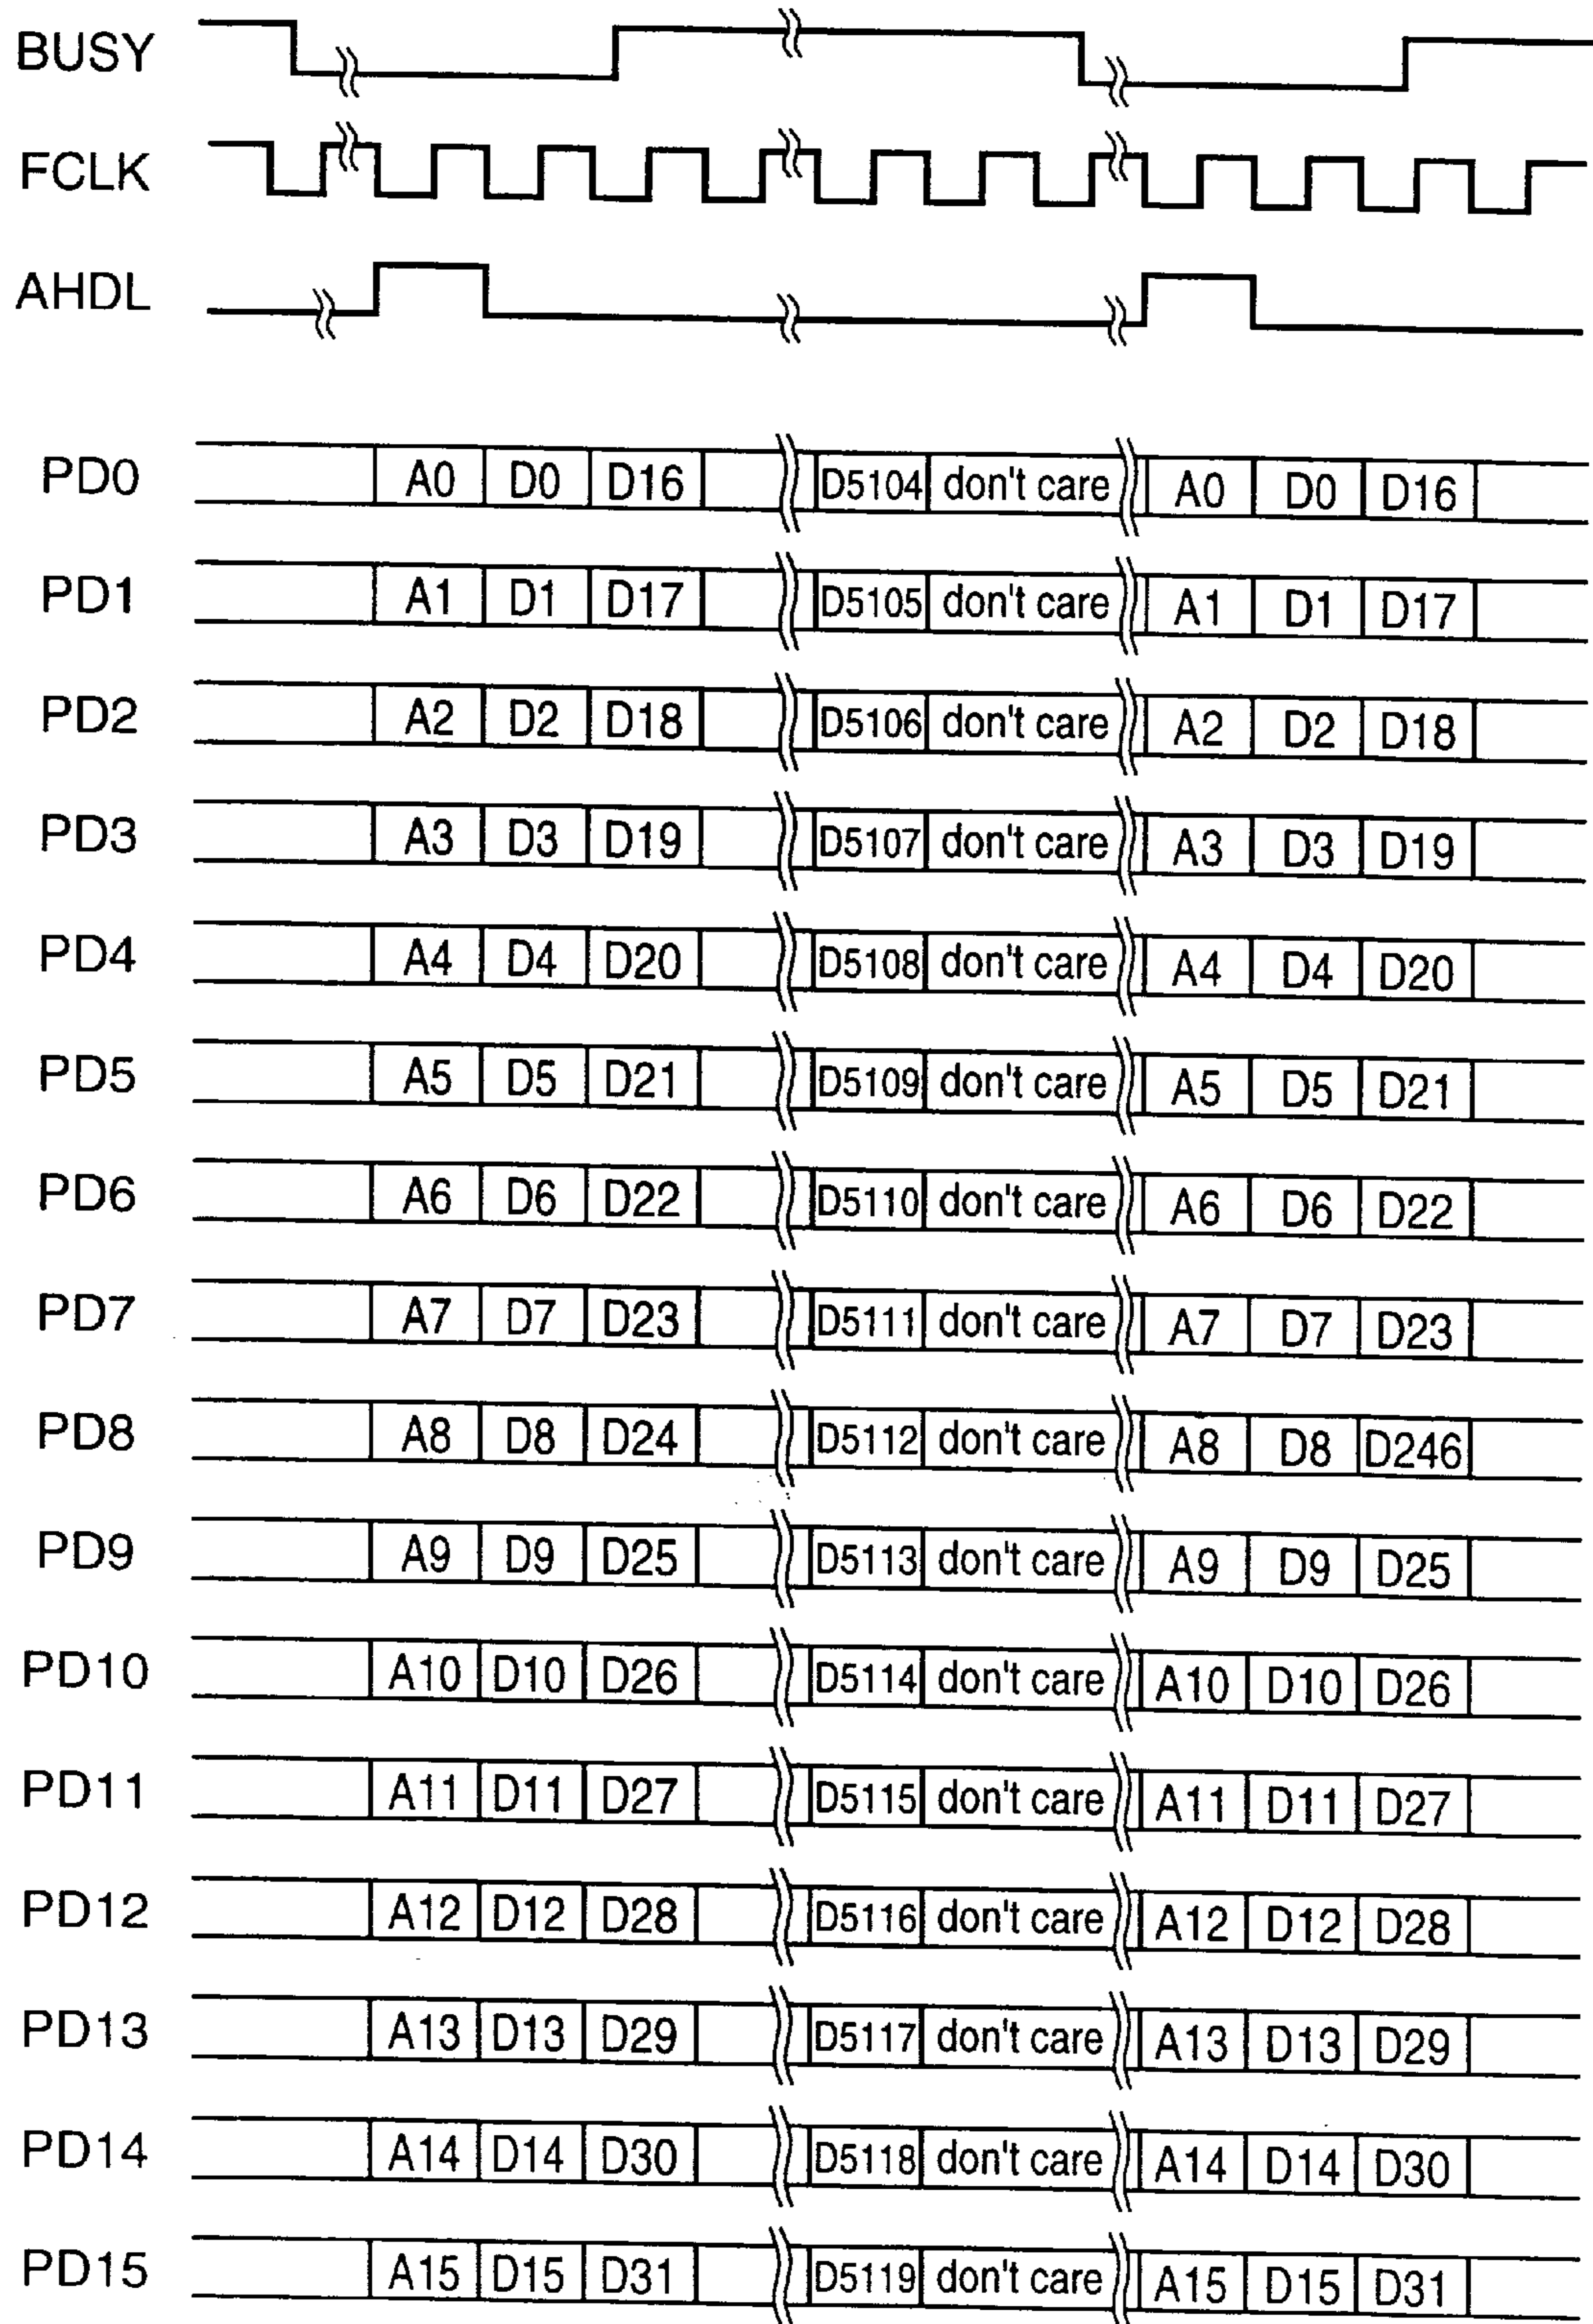 BUSY
FCLK
AHDL
PD0 A0 D0 D16 D5104 don't care A0 D0 D16
PD1 A1 D1 D17 D5105 don't care A1 D1 D17
PD2 A2 D2 D18 D5106 don't care A2 D2 D18
PD3 A3 D3 D19 D5107 don't care A3 D3 D19
PD4 A4 D4 D20 D5108 don't care A4 D4 D20
PD5 A5 D5 D21 D5109 don't care A5 D5 D21
PD6 A6 D6 D22 D5110 don't care A6 D6 D22
PD7 A7 D7 D23 D5111 don't care A7 D7 D23
PD8 A8 D8 D24 D5112 don't care A8 D8 D246
PD9 A9 D9 D25 D5113 don't care A9 D9 D25
PD10 A10 D10 D26 D5114 don't care A10 D10 D26
PD11 A11 D11 D27 D5115 don't care A11 D11 D27
PD12 A12 D12 D28 D5116 don't care A12 D12 D28
PD13 A13 D13 D29 D5117 don't care A13 D13 D29
PD14 A14 D14 D30 D5118 don't care A14 D14 D30
PD15 A15 D15 D31 D5119 don't care A15 D15 D31